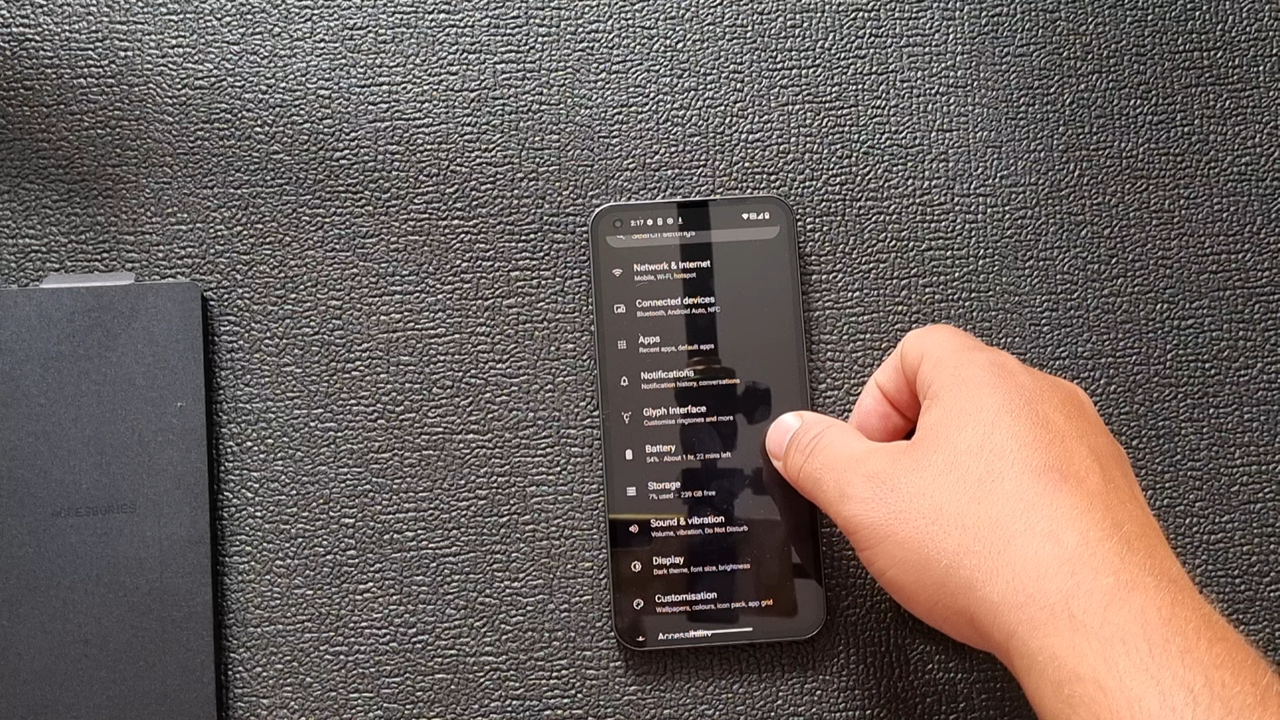 2:17
Search settings
Network & Internet
Mobile, Wi-Fi, hotspot
Connected devices
Bluetooth, Android Auto, NFC
Apps
Recent apps, default apps
Notifications
Notification history, conversations
Glyph Interface
Customise ringtones and more
Battery
54% - About 1 hr, 22 mins left
Storage
7% used – 239 GB free
Sound & vibration
Volume, vibration, Do Not Disturb
Display
Dark theme, font size, brightness
Customisation
Wallpapers, colours, icon pack, app grid
Accessibility
ACCESSORIES